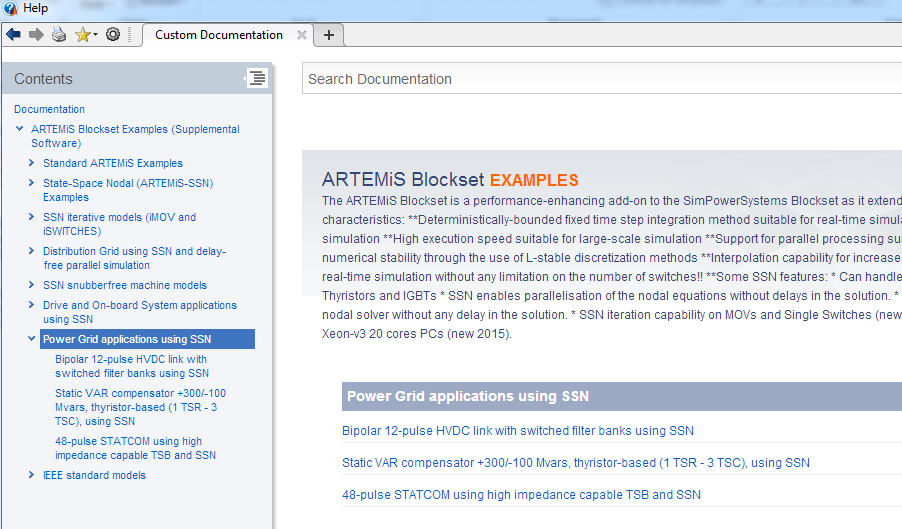 Help
Custom Documentation
Contents
Documentation
ARTEMiS Blockset Examples (Supplemental
Software)
Standard ARTEMiS Examples
State-Space Nodal (ARTEMiS-SSN)
Examples
SSN iterative models (iMOV and
iSWITCHES)
Distribution Grid using SSN and delay-
free parallel simulation
SSN snubberfree machine models
Drive and On-board System applications
using SSN
Power Grid applications using SSN
Bipolar 12-pulse HVDC link with
switched filter banks using SSN
Static VAR compensator +300/-100
Mvars, thyristor-based (1 TSR - 3
TSC), using SSN
48-pulse STATCOM using high
impedance capable TSB and SSN
IEEE standard models
Search Documentation
ARTEMiS Blockset EXAMPLES
The ARTEMiS Blockset is a performance-enhancing add-on to the SimPowerSystems Blockset as it extend
characteristics: **Deterministically-bounded fixed time step integration method suitable for real-time simul
simulation **High execution speed suitable for large-scale simulation **Support for parallel processing su
numerical stability through the use of L-stable discretization methods **Interpolation capability for increase
real-time simulation without any limitation on the number of switches!! **Some SSN features: * Can handle
Thyristors and IGBTs * SSN enables parallelisation of the nodal equations without delays in the solution. *
nodal solver without any delay in the solution. * SSN iteration capability on MOVs and Single Switches (new
Xeon-v3 20 cores PCs (new 2015).
Power Grid applications using SSN
Bipolar 12-pulse HVDC link with switched filter banks using SSN
Static VAR compensator +300/-100 Mvars, thyristor-based (1 TSR - 3 TSC), using SSN
48-pulse STATCOM using high impedance capable TSB and SSN